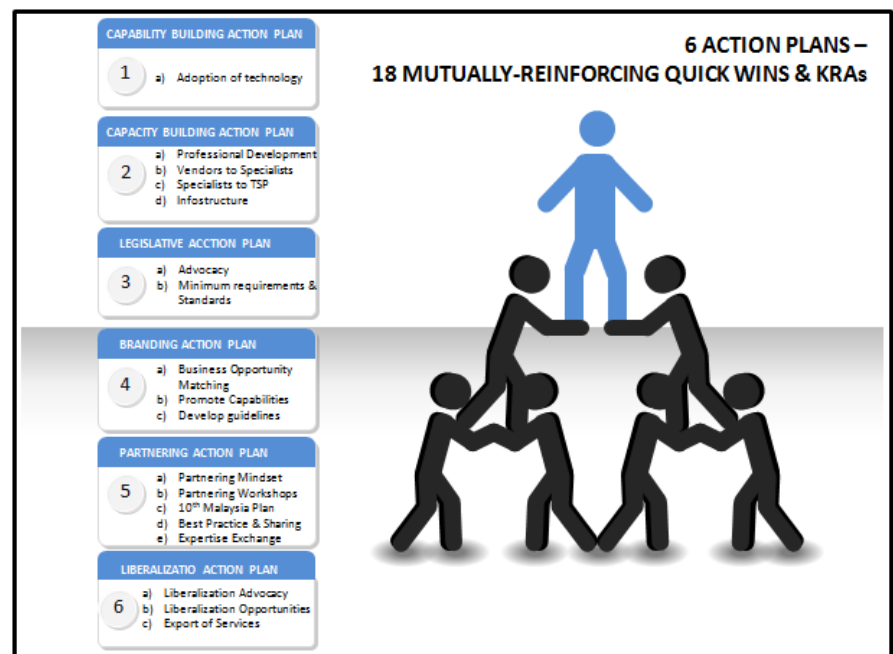 6 ACTION PLANS –
18 MUTUALLY-REINFORCING QUICK WINS & KRAs
CAPABILITY BUILDING ACTION PLAN
1
a) Adoption of technology
CAPACITY BUILDING ACTION PLAN
2
a) Professional Development
b) Vendors to Specialists
c) Specialists to TSP
d) Infostructure
LEGISLATIVE ACCTION PLAN
3
a) Advocacy
b) Minimum requirements &
Standards
BRANDING ACTION PLAN
4
a) Business Opportunity
Matching
b) Promote Capabilities
c) Develop guidelines
PARTNERING ACTION PLAN
5
a) Partnering Mindset
b) Partnering Workshops
c) 10th Malaysia Plan
d) Best Practice & Sharing
e) Expertise Exchange
LIBERALIZATIO ACTION PLAN
6
a) Liberalization Advocacy
b) Liberalization Opportunities
c) Export of Services